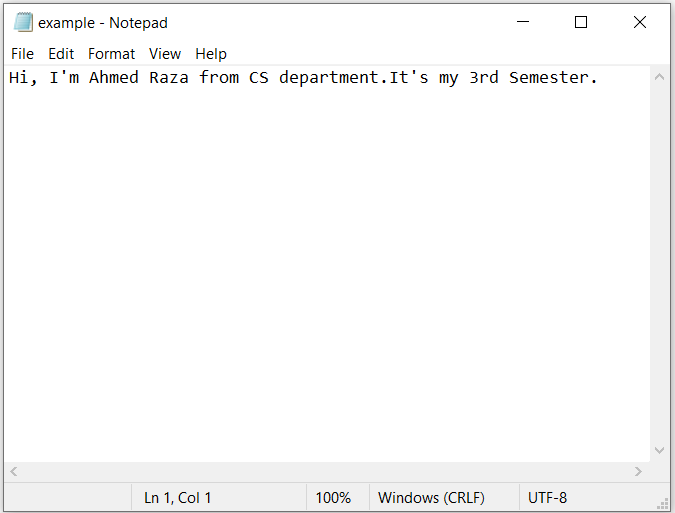 example - Notepad
File Edit Format View Help
Hi, I'm Ahmed Raza from CS department.It's my 3rd Semester.
Ln 1, Col 1 100% Windows (CRLF) UTF-8